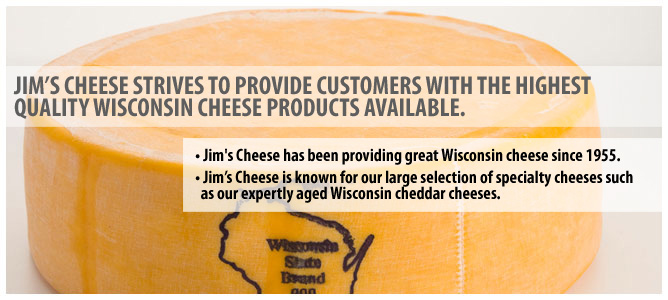 JIM'S CHEESE STRIVES TO PROVIDE CUSTOMERS WITH THE HIGHEST
QUALITY WISCONSIN CHEESE PRODUCTS AVAILABLE.
• Jim's Cheese has been providing great Wisconsin cheese since 1955.
• Jim's Cheese is known for our large selection of specialty cheeses such
as our expertly aged Wisconsin cheddar cheeses.
Wisconsin
State
Brand